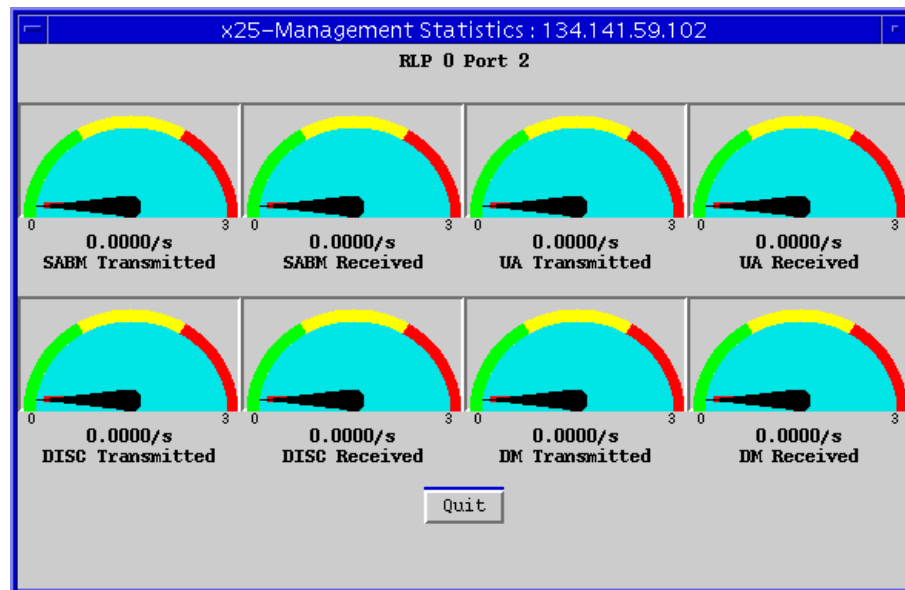 x25-Management Statistics : 134.141.59.102
RLP 0 Port 2
0 3 0 3 0 3 0 3
0.0000/s 0.0000/s 0.0000/s 0.0000/s
SABM Transmitted SABM Received UA Transmitted UA Received
0 3 0 3 0 3 0 3
0.0000/s 0.0000/s 0.0000/s 0.0000/s
DISC Transmitted DISC Received DM Transmitted DM Received
Quit